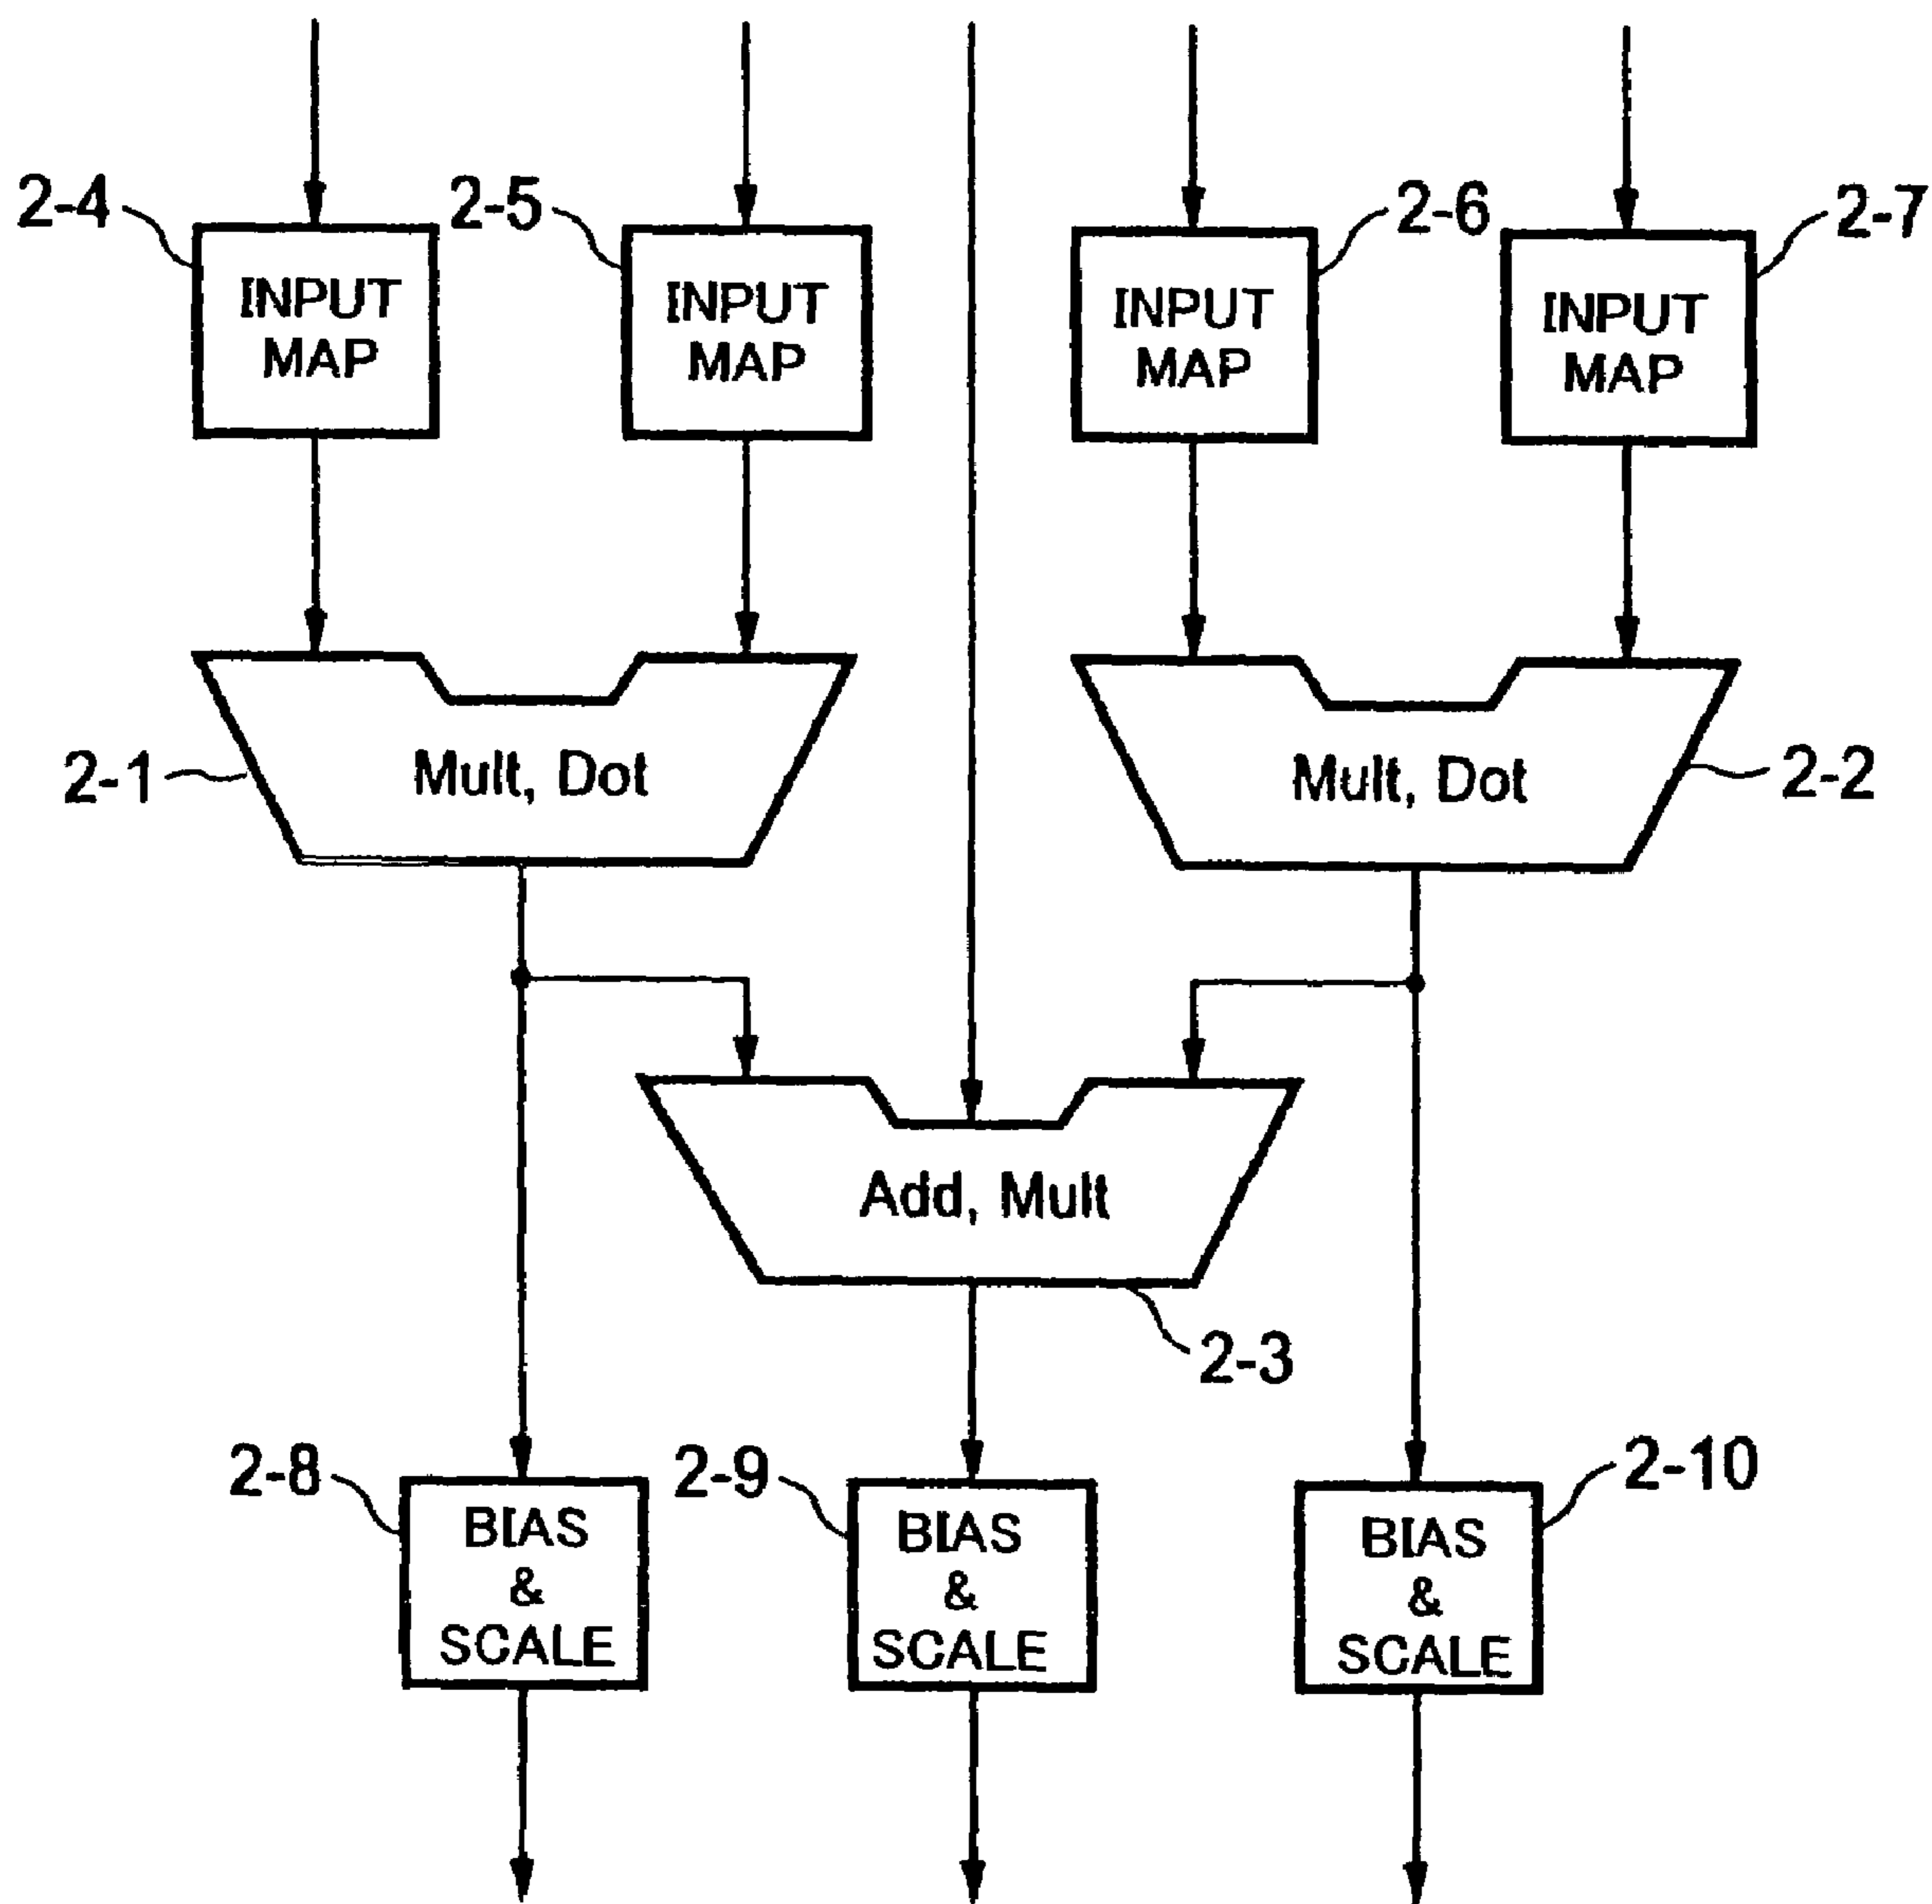 2-4
2-5
2-6
2-7
INPUT
MAP
INPUT
MAP
INPUT
MAP
INPUT
MAP
2-1
Mult, Dot
Mult, Dot
2-2
Add, Mult
2-3
2-8
2-9
2-10
BIAS
&
SCALE
BIAS
&
SCALE
BIAS
&
SCALE